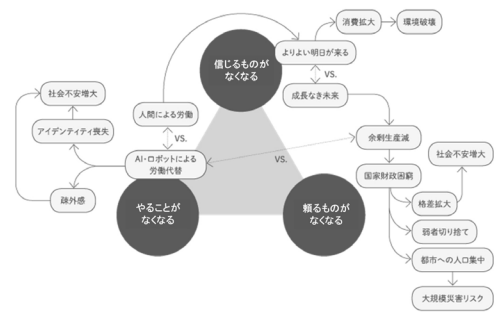 消費拡大
環境破壊
よりよい明日が来る
信じるものが
なくなる
VS.
社会不安増大
成長なき未来
人間による労働
アイデンティティ喪失
VS.
余剰生産減
社会不安増大
AI・ロボットによる
労働代替
VS.
国家財政困窮
疎外感
やることが
なくなる
頼るものが
なくなる
格差拡大
弱者切り捨て
都市への人口集中
大規模災害リスク